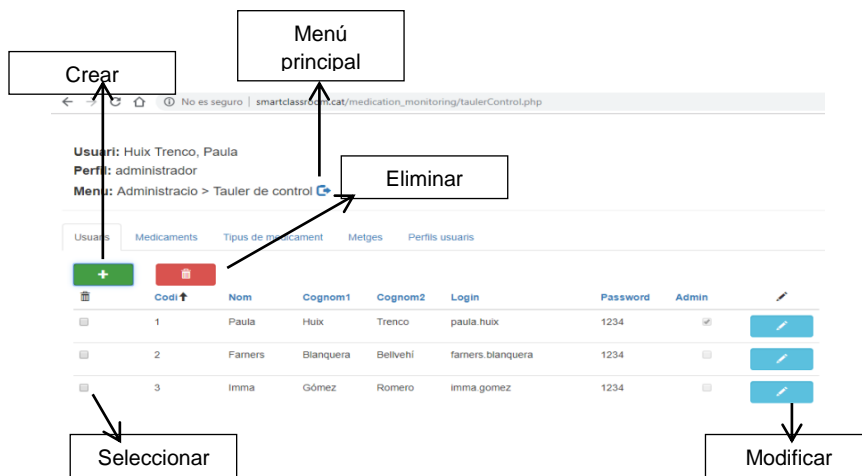 Menú
principal
Crear
No es seguro | smartclassroom.cat/medication_monitoring/taulerControl.php
Usuari: Huix Trenco, Paula
Perfil: administrador
Eliminar
Menu: Administracio > Tauler de control
Usuaris Medicaments Tipus de medicament Metges Perfils usuaris
+
Codi Nom Cognom1 Cognom2 Login Password Admin
1 Paula Huix Trenco paula.huix 1234
2 Farners Blanquera Bellvehí farners.blanquera 1234
3 Imma Gómez Romero imma.gomez 1234
Seleccionar Modificar